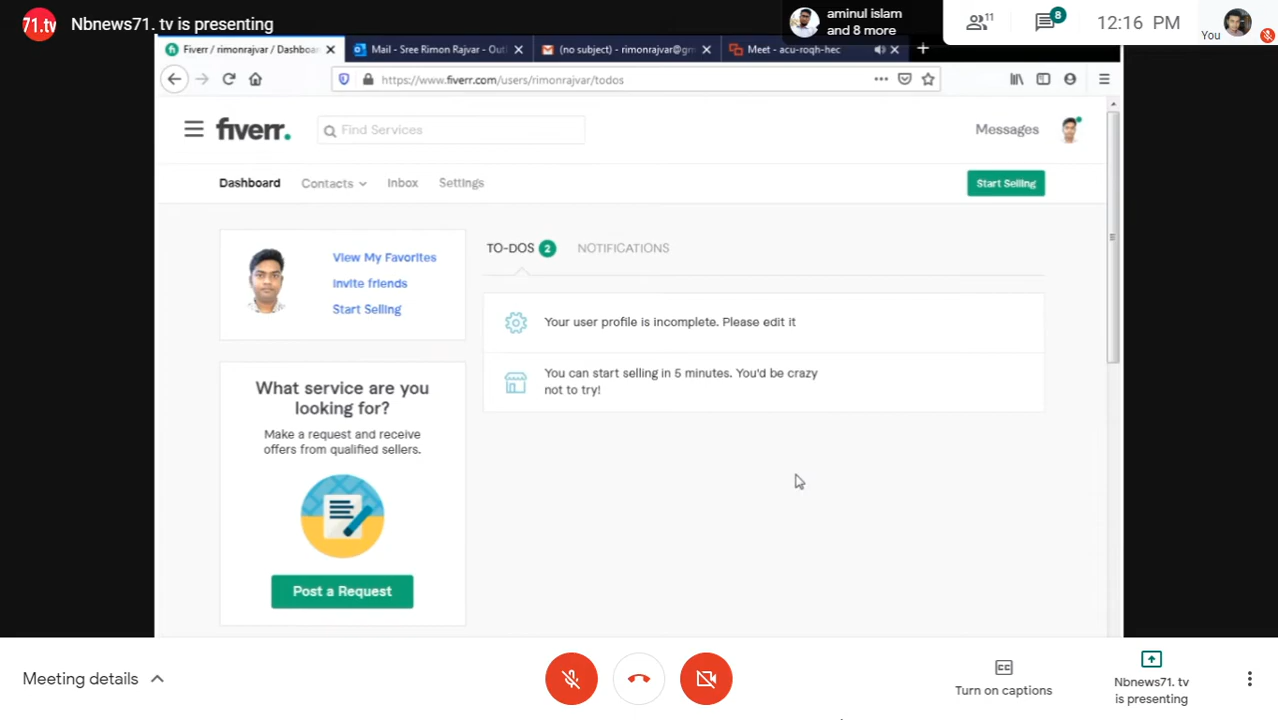 71.tv
Nbnews71. tv is presenting
aminul islam
and 8 more
11
8
12:16 PM
You
Fiverr / rimonrajvar / Dashboa
Mail - Sree Rimon Rajvar - Out
(no subject) - rimonrajvar@gm
Meet - acu-roqh-hec
https://www.fiverr.com/users/rimonrajvar/todos
fiverr.
Find Services
Messages
Dashboard
Contacts
Inbox
Settings
Start Selling
View My Favorites
Invite friends
Start Selling
TO-DOS 2
NOTIFICATIONS
Your user profile is incomplete. Please edit it
You can start selling in 5 minutes. You'd be crazy
not to try!
What service are you
looking for?
Make a request and receive
offers from qualified sellers.
Post a Request
Meeting details
Turn on captions
Nbnews71. tv
is presenting